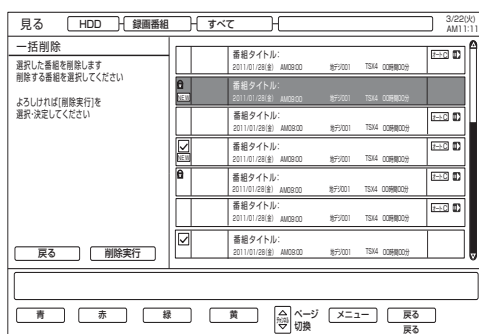 見る HDD 録画番組 すべて 3/22(火)
AM11:11
一括削除
選択した番組を削除します
削除する番組を選択してください
よろしければ[削除実行]を
選択・決定してください
戻る 削除実行
番組タイトル:
2011/01/28(金) AM09:00 地デジ001 TSX4 00時間00分
NEW 番組タイトル:
2011/01/28(金) AM09:00 地デジ001 TSX4 00時間00分
番組タイトル:
2011/01/28(金) AM09:00 地デジ001 TSX4 00時間00分
NEW 番組タイトル:
2011/01/28(金) AM09:00 地デジ001 TSX4 00時間00分
番組タイトル:
2011/01/28(金) AM09:00 地デジ001 TSX4 00時間00分
番組タイトル:
2011/01/28(金) AM09:00 地デジ001 TSX4 00時間00分
番組タイトル:
2011/01/28(金) AM09:00 地デジ001 TSX4 00時間00分
青 赤 緑 黄 ページ メニュー 戻る
切換 戻る